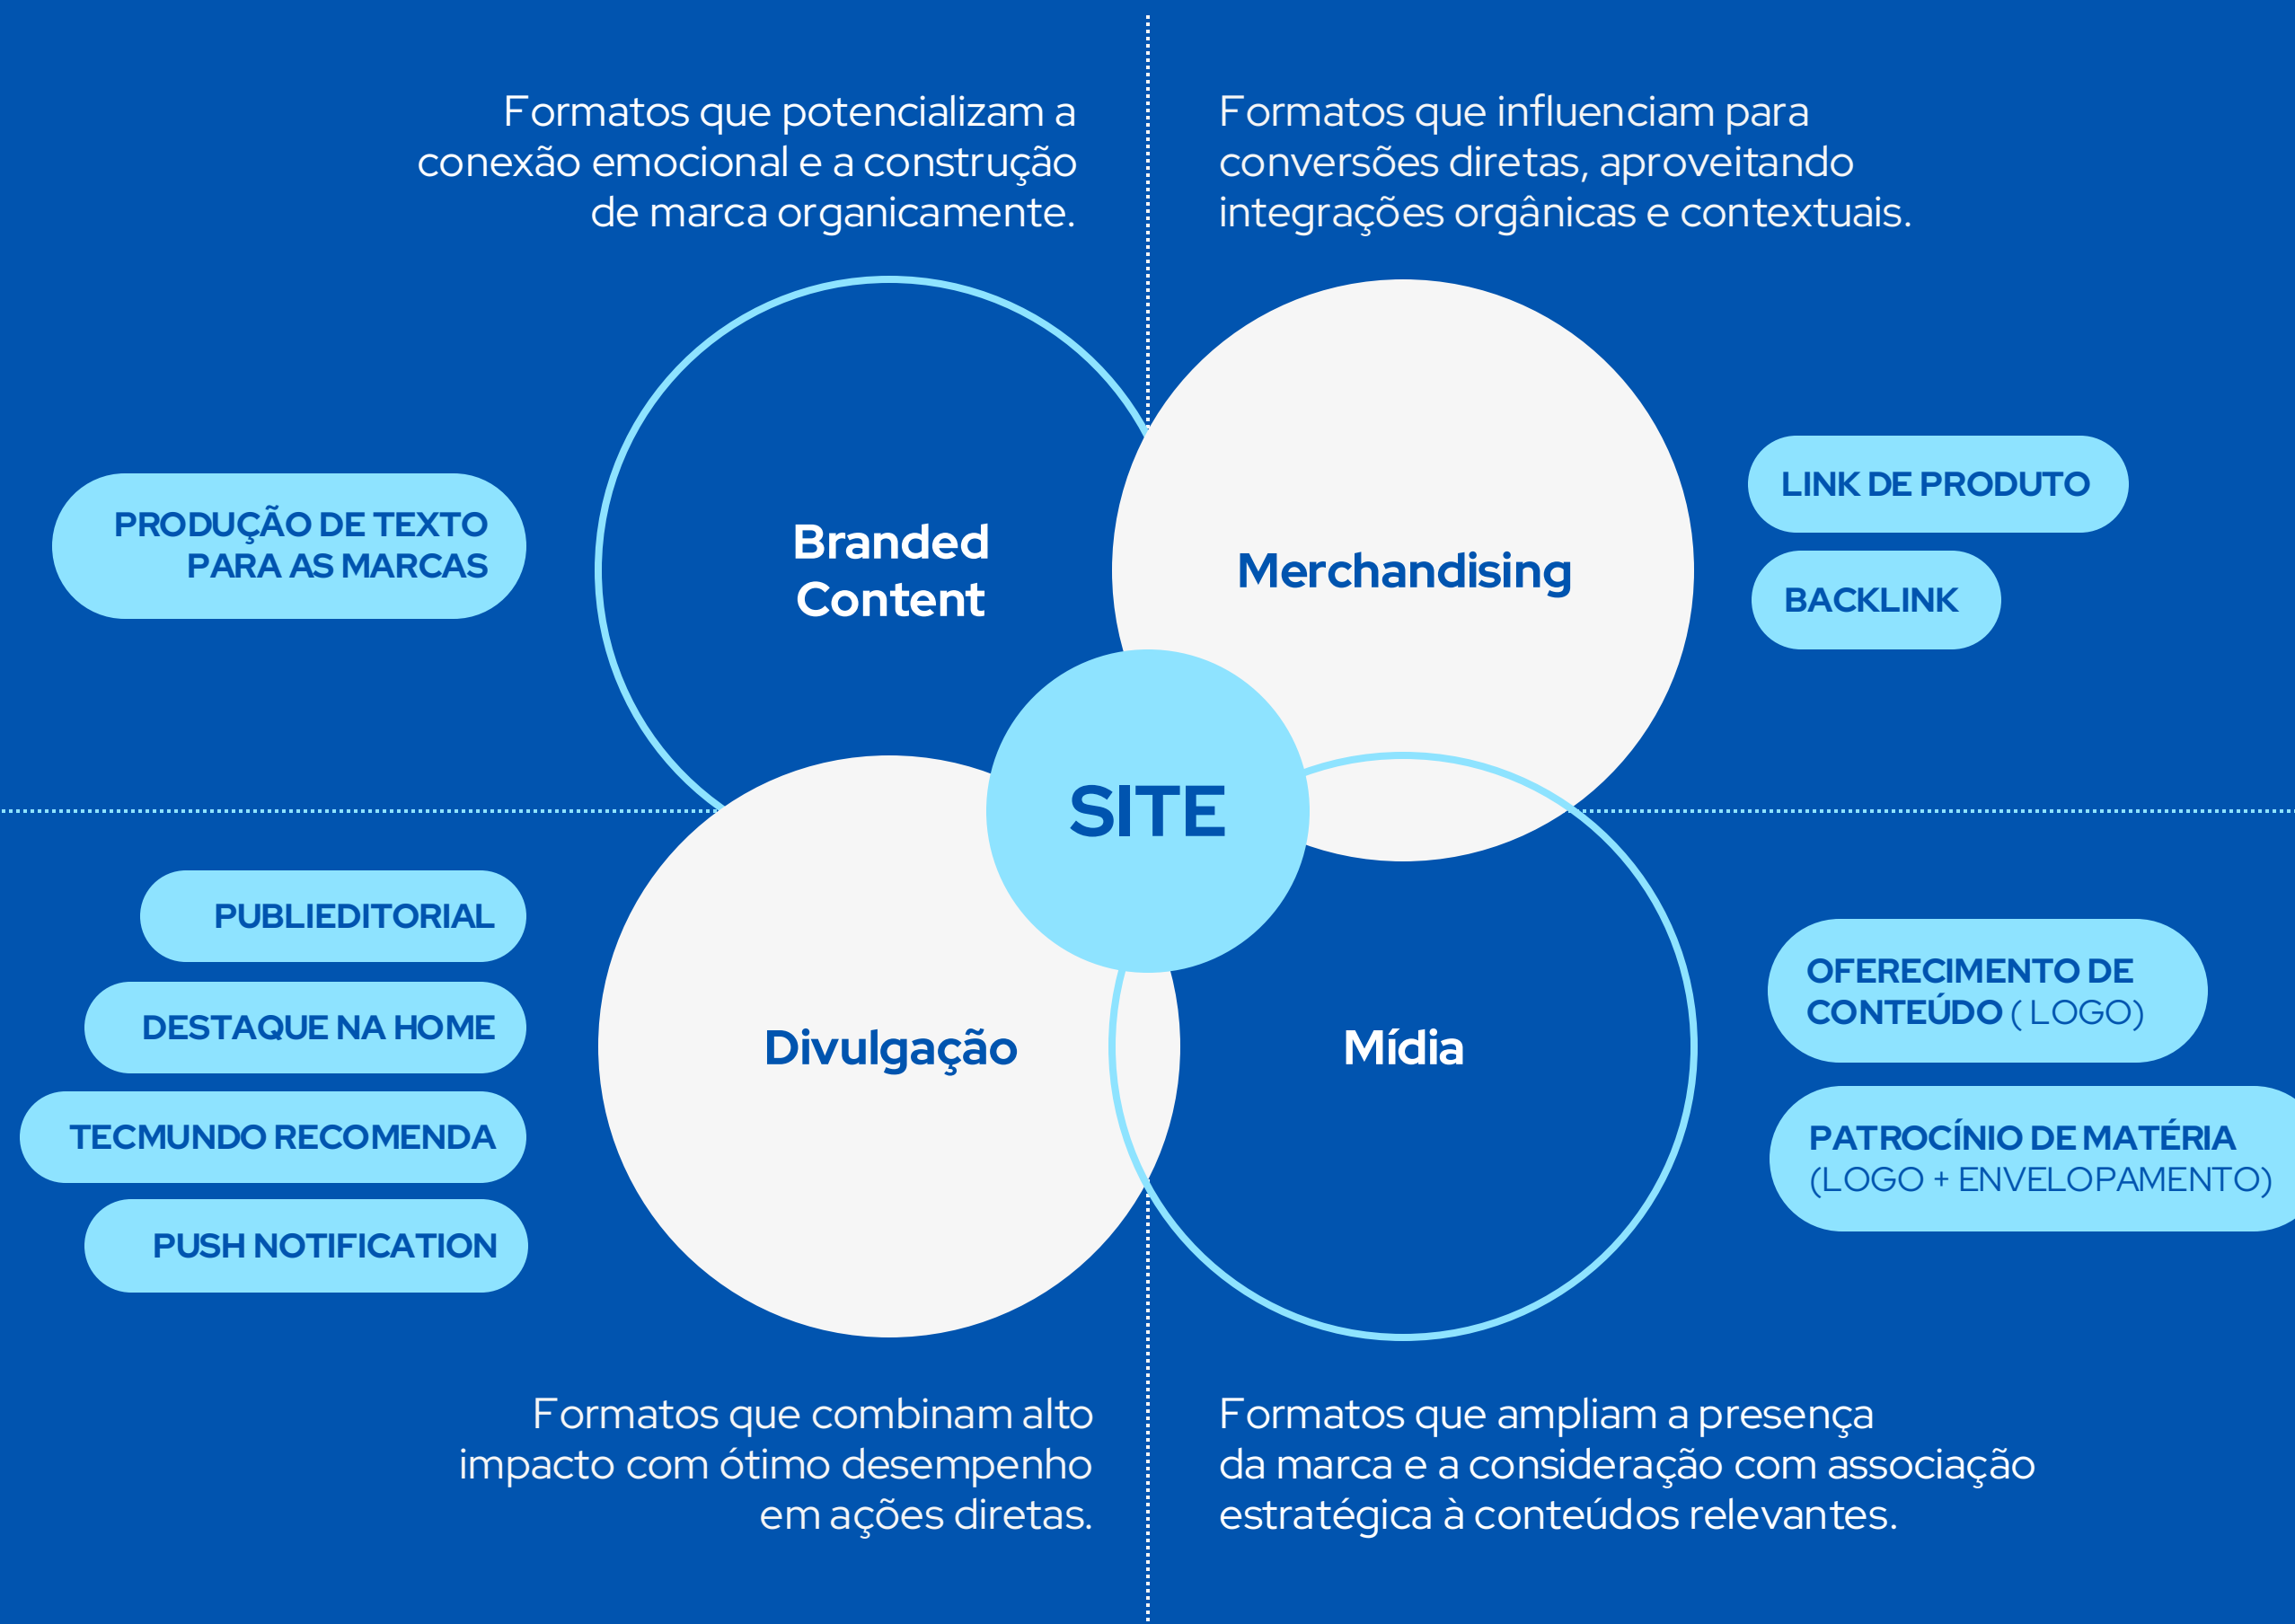 Formatos que potencializam a
conexão emocional e a construção
de marca organicamente.
Formatos que influenciam para
conversões diretas, aproveitando
integrações orgânicas e contextuais.
PRODUÇÃO DE TEXTO
PARA AS MARCAS
Branded
Content
Merchandising
LINK DE PRODUTO
BACKLINK
SITE
PUBLIEDITORIAL
DESTAQUE NA HOME
TECMUNDO RECOMENDA
PUSH NOTIFICATION
Divulgação
Mídia
OFERECIMENTO DE
CONTEÚDO ( LOGO)
PATROCÍNIO DE MATÉRIA
(LOGO + ENVELOPAMENTO)
Formatos que combinam alto
impacto com ótimo desempenho
em ações diretas.
Formatos que ampliam a presença
da marca e a consideração com associação
estratégica à conteúdos relevantes.